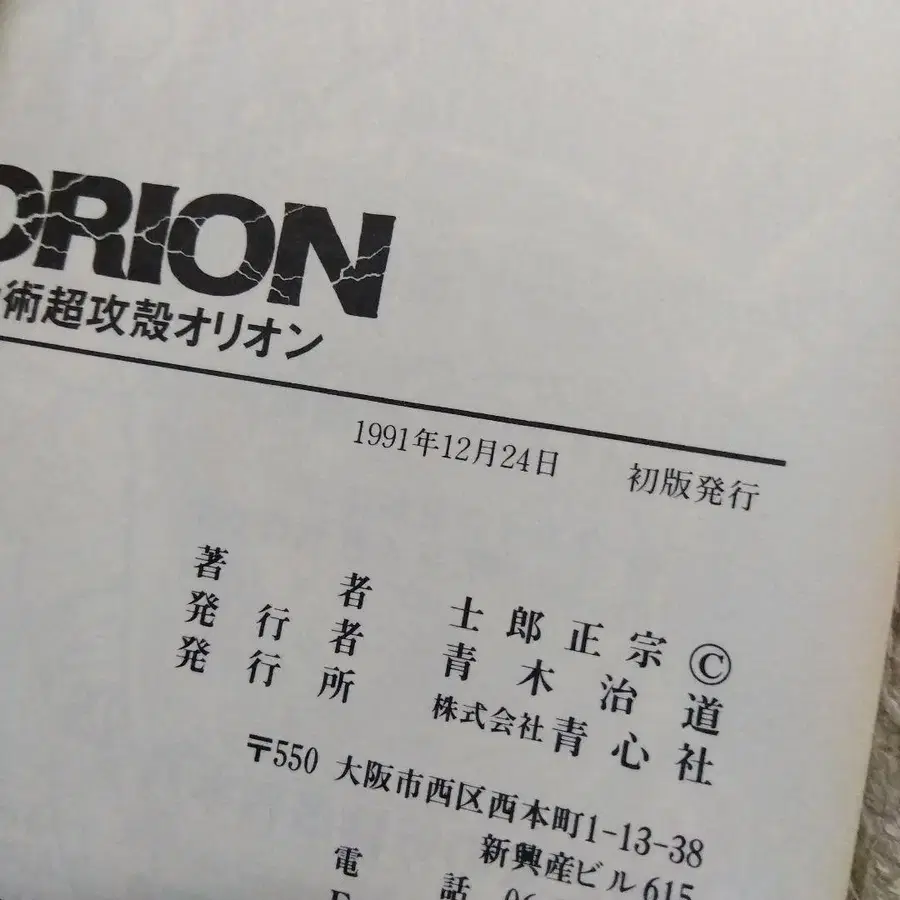 ORION
術超攻殻オリオン
1991年12月24日 初版発行
著者 士郎正宗©
発行者 青木治道
発行所 株式会社青心社
〒550 大阪市西区西本町1-13-38
新興産ビル615
電話 06